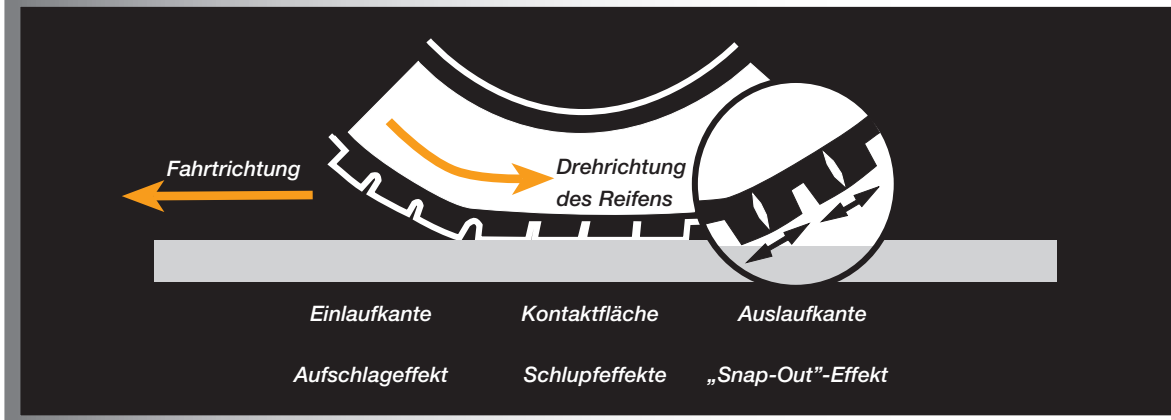 Fahrtrichtung
Drehrichtung
des Reifens
Einlaufkante Kontaktfläche Auslaufkante
Aufschlageffekt Schlupfeffekte „Snap-Out”-Effekt